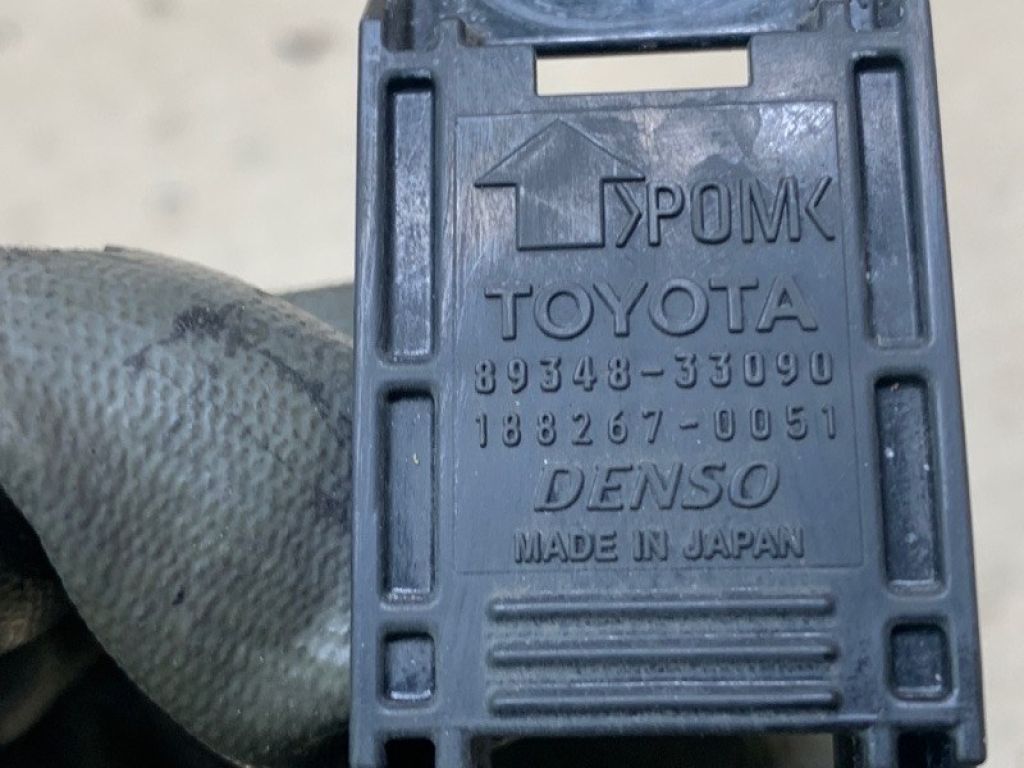 >POM<
TOYOTA
89348-33090
188267-0051
DENSO
MADE IN JAPAN